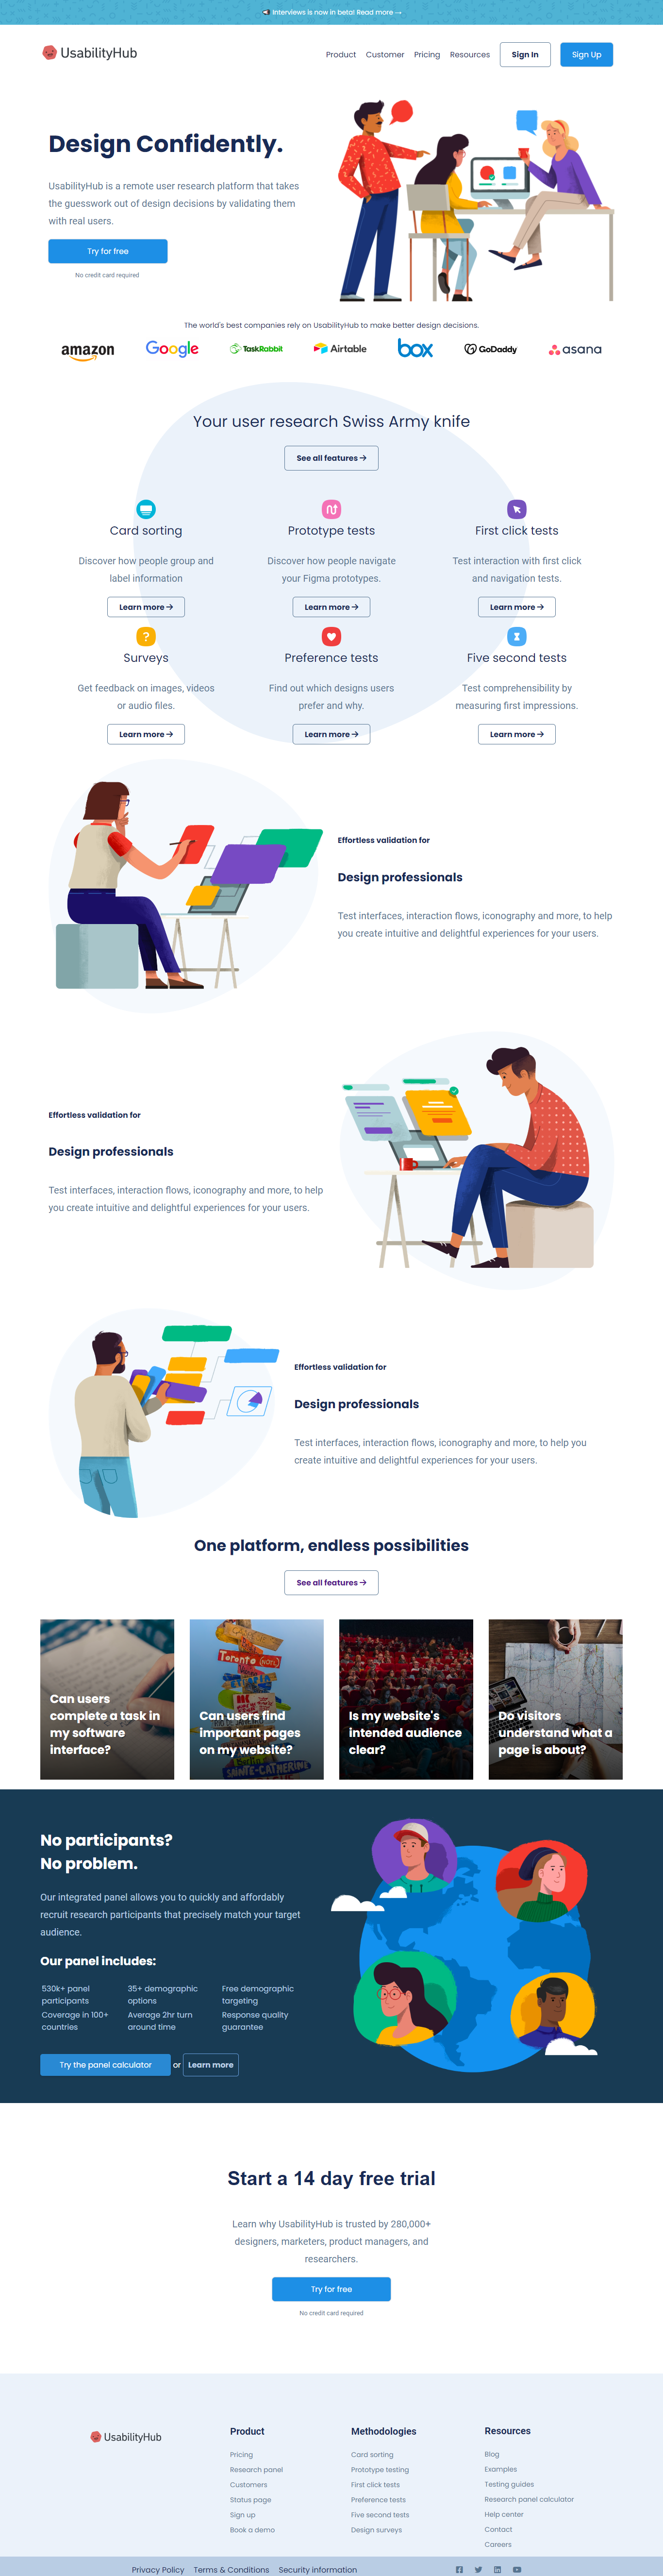 Interviews is now in beta! Read more →
UsabilityHub
Product Customer Pricing Resources Sign In Sign Up
Design Confidently.
UsabilityHub is a remote user research platform that takes
the guesswork out of design decisions by validating them
with real users.
Try for free
No credit card required
The world's best companies rely on UsabilityHub to make better design decisions.
amazon Google TaskRabbit Airtable box GoDaddy asana
Your user research Swiss Army knife
See all features →
Card sorting
Discover how people group and
label information
Learn more →
Prototype tests
Discover how people navigate
your Figma prototypes.
Learn more →
First click tests
Test interaction with first click
and navigation tests.
Learn more →
Surveys
Get feedback on images, videos
or audio files.
Learn more →
Preference tests
Find out which designs users
prefer and why.
Learn more →
Five second tests
Test comprehensibility by
measuring first impressions.
Learn more →
Effortless validation for
Design professionals
Test interfaces, interaction flows, iconography and more, to help
you create intuitive and delightful experiences for your users.
Effortless validation for
Design professionals
Test interfaces, interaction flows, iconography and more, to help
you create intuitive and delightful experiences for your users.
Effortless validation for
Design professionals
Test interfaces, interaction flows, iconography and more, to help you
create intuitive and delightful experiences for your users.
One platform, endless possibilities
See all features →
Can users
complete a task in
my software
interface?
Toronto (NOTE)
Can users find
important pages
on my website?
SAINTE-CATHERINE
Is my website's
intended audience
clear?
Do visitors
understand what a
page is about?
No participants?
No problem.
Our integrated panel allows you to quickly and affordably
recruit research participants that precisely match your target
audience.
Our panel includes:
530k+ panel
participants
35+ demographic
options
Free demographic
targeting
Coverage in 100+
countries
Average 2hr turn
around time
Response quality
guarantee
Try the panel calculator or Learn more
Start a 14 day free trial
Learn why UsabilityHub is trusted by 280,000+
designers, marketers, product managers, and
researchers.
Try for free
No credit card required
UsabilityHub
Product
Pricing
Research panel
Customers
Status page
Sign up
Book a demo
Methodologies
Card sorting
Prototype testing
First click tests
Preference tests
Five second tests
Design surveys
Resources
Blog
Examples
Testing guides
Research panel calculator
Help center
Contact
Careers
Privacy Policy Terms & Conditions Security information